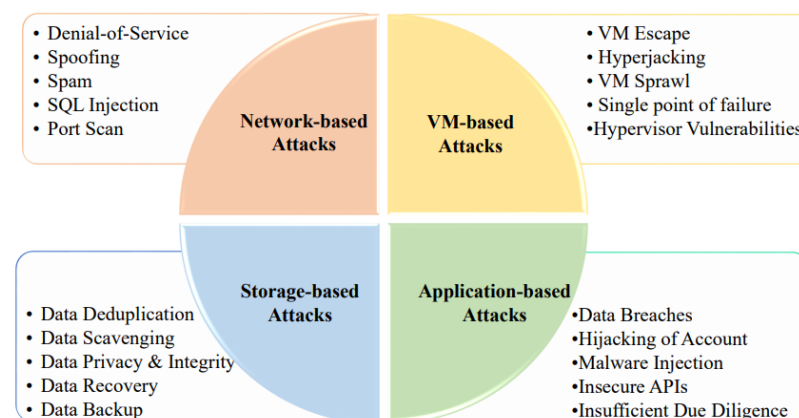 • Denial-of-Service
• Spoofing
• Spam
• SQL Injection
• Port Scan
Network-based
Attacks
• VM Escape
• Hyperjacking
• VM Sprawl
• Single point of failure
•Hypervisor Vulnerabilities
VM-based
Attacks
• Data Deduplication
• Data Scavenging
• Data Privacy & Integrity
• Data Recovery
• Data Backup
Storage-based
Attacks
Application-based
Attacks
•Data Breaches
•Hijacking of Account
•Malware Injection
•Insecure APIs
•Insufficient Due Diligence